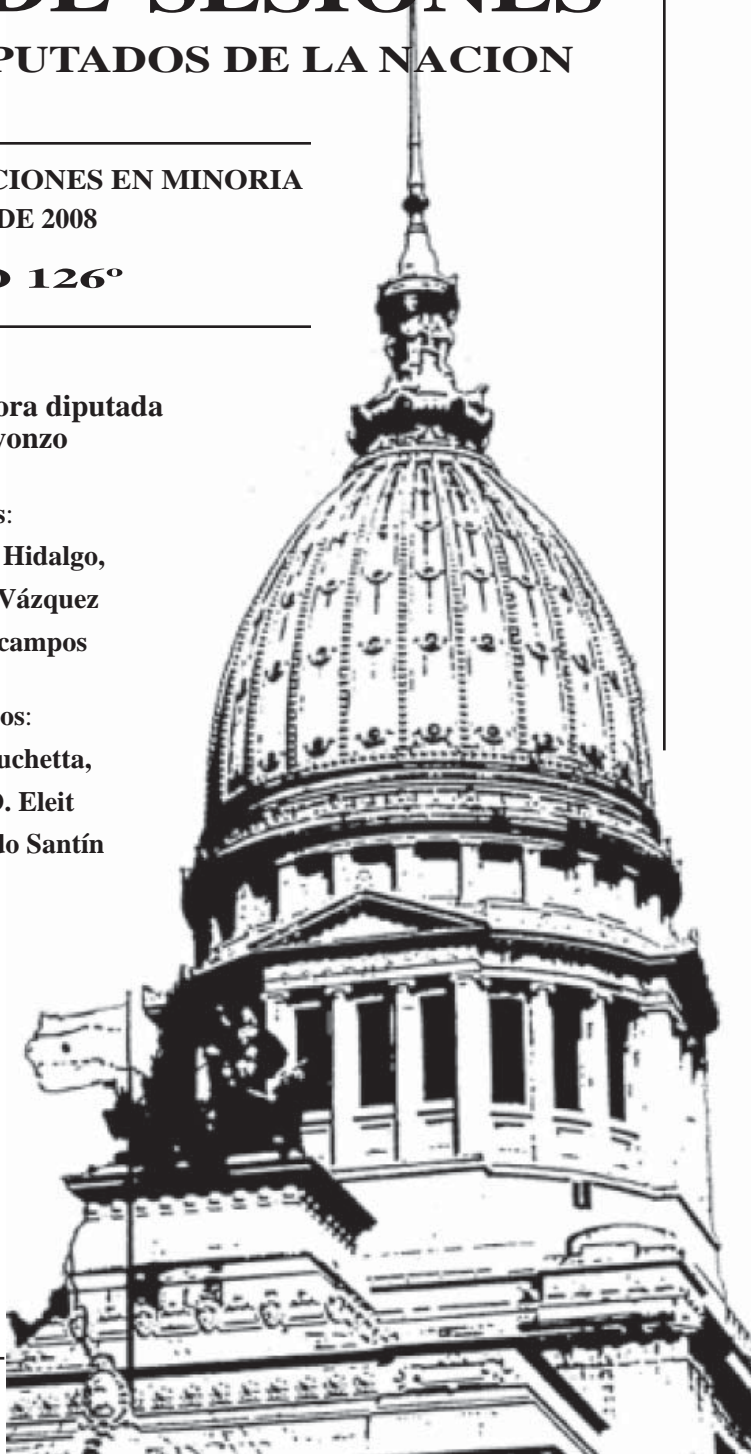 DE SESIONES
PUTADOS DE LA NACION
CIONES EN MINORIA
DE 2008
O 126º
ora diputada
vonzo
s:
Hidalgo,
Vázquez
campos
os:
uchetta,
D. Eleit
do Santín